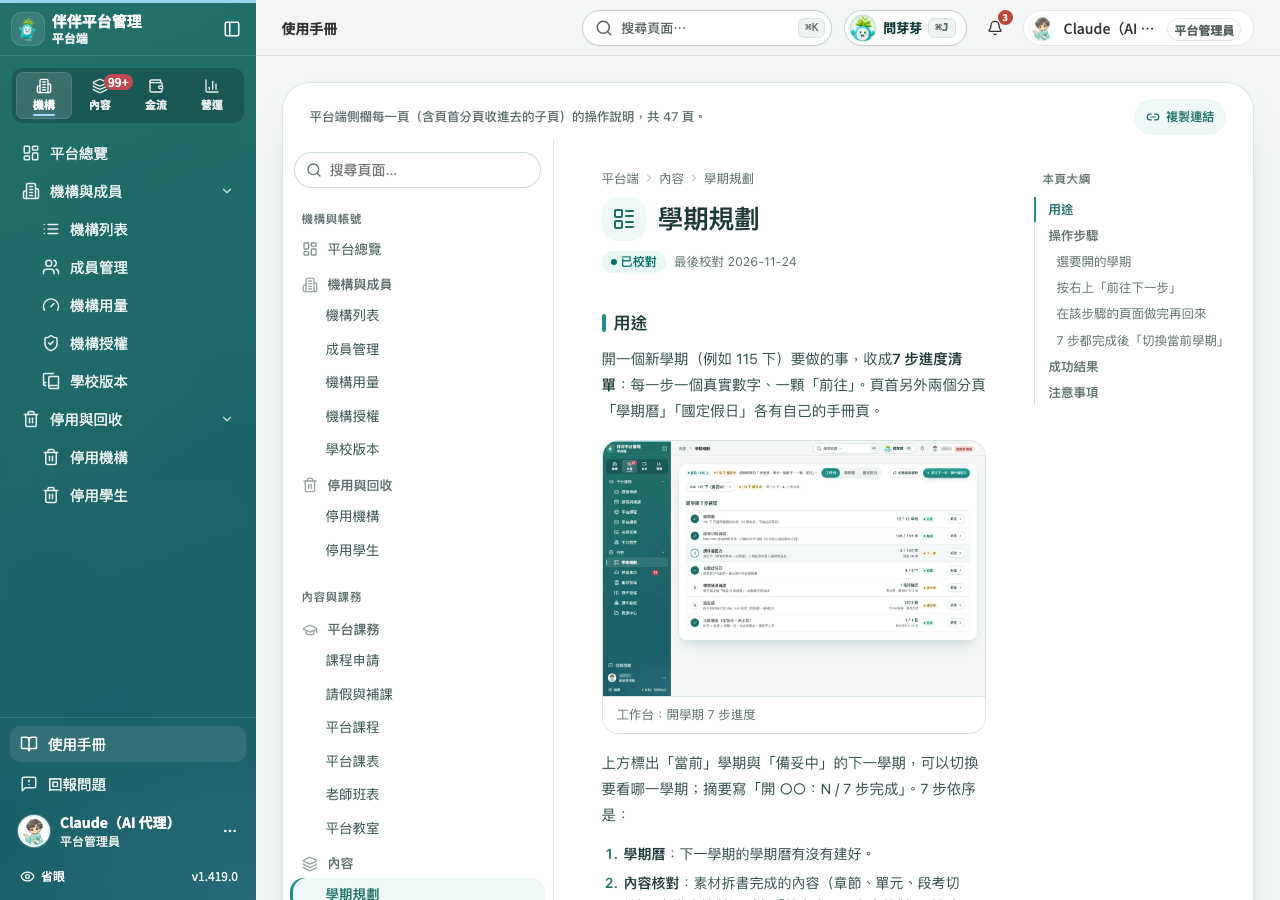 伴伴平台管理
平台端
機構
內容
99+
金流
營運
平台總覽
機構與成員
機構列表
成員管理
機構用量
機構授權
學校版本
停用與回收
停用機構
停用學生
使用手冊
回報問題
Claude（AI 代理）
平台管理員
省眼
v1.419.0
使用手冊
搜尋頁面…
⌘K
問芽芽
⌘J
3
Claude（AI …
平台管理員
平台端側欄每一頁（含頁首分頁收進去的子頁）的操作說明，共 47 頁。
複製連結
搜尋頁面...
機構與帳號
平台總覽
機構與成員
機構列表
成員管理
機構用量
機構授權
學校版本
停用與回收
停用機構
停用學生
內容與課務
平台課務
課程申請
請假與補課
平台課程
平台課表
老師班表
平台教室
內容
學期規劃
平台端 › 內容 › 學期規劃
學期規劃
已校對
最後校對 2026-11-24
用途
開一個新學期（例如 115 下）要做的事，收成7 步進度清
單：每一步一個真實數字、一顆「前往」。頁首另外兩個分頁
「學期曆」「國定假日」各有自己的手冊頁。
工作台：開學期 7 步進度
上方標出「當前」學期與「備妥中」的下一學期，可以切換
要看哪一學期；摘要寫「開 〇〇：N / 7 步完成」。7 步依序
是：
1. 學期曆：下一學期的學期曆有沒有建好。
2. 內容核對：素材拆書完成的內容（章節、單元、段考切
本頁大綱
用途
操作步驟
選要開的學期
按右上「前往下一步」
在該步驟的頁面做完再回來
7 步都完成後「切換當前學期」
成功結果
注意事項